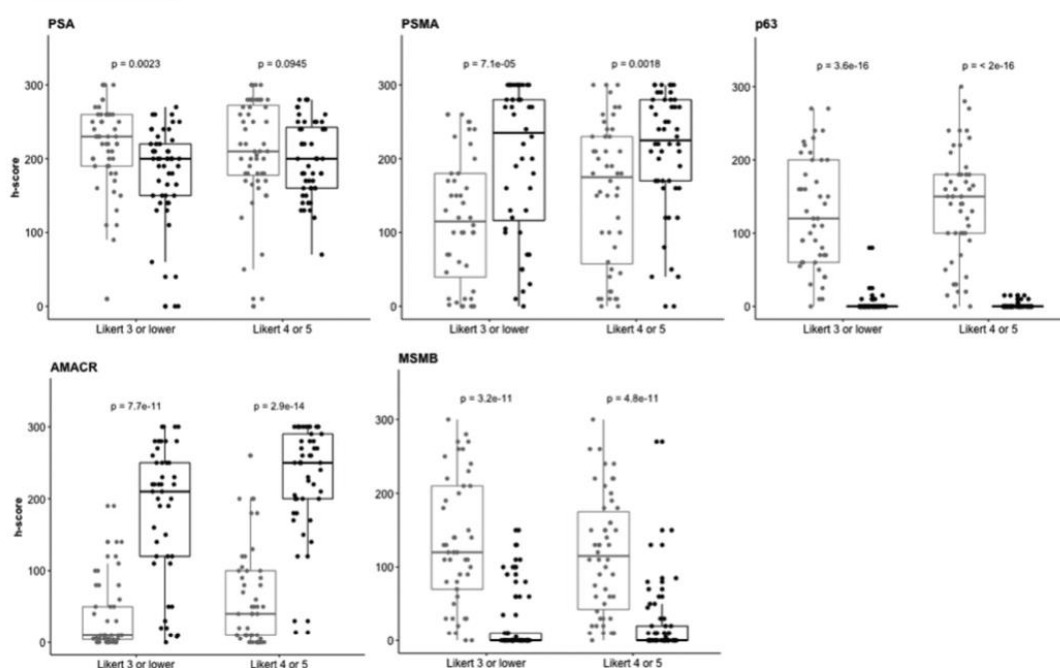 PSA
p = 0.0023
p = 0.0945
300
200
100
0
h-score
Likert 3 or lower
Likert 4 or 5
PSMA
p = 7.1e-05
p = 0.0018
300
200
100
0
Likert 3 or lower
Likert 4 or 5
p63
p = 3.6e-16
p = < 2e-16
300
200
100
0
Likert 3 or lower
Likert 4 or 5
AMACR
p = 7.7e-11
p = 2.9e-14
300
200
100
0
h-score
Likert 3 or lower
Likert 4 or 5
MSMB
p = 3.2e-11
p = 4.8e-11
300
200
100
0
Likert 3 or lower
Likert 4 or 5